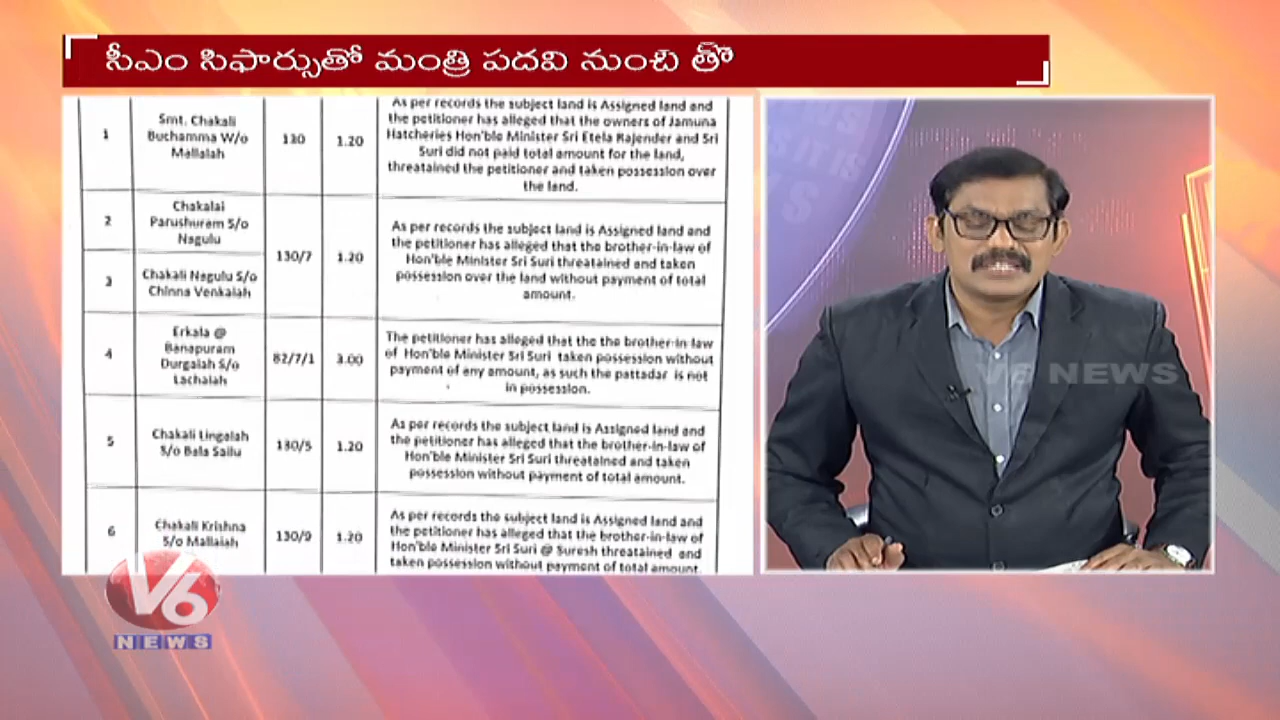 సీఎం సిఫార్సుతో మంత్రి పదవి నుంచి తొ
1
Smt. Chakali
Buchamma W/o
Mallaiah
130
1.20
As per records the subject land is Assigned land and
the petitioner has alleged that the owners of Jamuna
Hatcheries Hon'ble Minister Sri Etela Rajender and Sri
Suri did not paid total amount for the land,
threatained the petitioner and taken possession over
the land.
2
Chakalai
Parushuram S/o
Nagulu
130/7
1.20
As per records the subject land is Assigned land and
the petitioner has alleged that the brother-in-law of
Hon'ble Minister Sri Suri threatained and taken
possession over the land without payment of total
amount.
3
Chakali Nagulu S/o
Chinna Venkaiah
4
Erkala @
Banapuram
Durgaiah S/o
Lachaiah
82/7/1
3.00
The petitioner has alleged that the the brother-in-law
of Hon'ble Minister Sri Suri taken possession without
payment of any amount, as such the pattadar is not
in possession.
5
Chakali Lingaiah
S/o Bala Sailu
130/5
1.20
As per records the subject land is Assigned land and
the petitioner has alleged that the brother-in-law of
Hon'ble Minister Sri Suri threatained and taken
possession without payment of total amount.
6
Chakali Krishna
S/o Mallaiah
130/9
1.20
As per records the subject land is Assigned land and
the petitioner has alleged that the brother-in-law of
Hon'ble Minister Sri Suri @ Suresh threatained and
taken possession without payment of total amount.
V6 NEWS
V6
NEWS